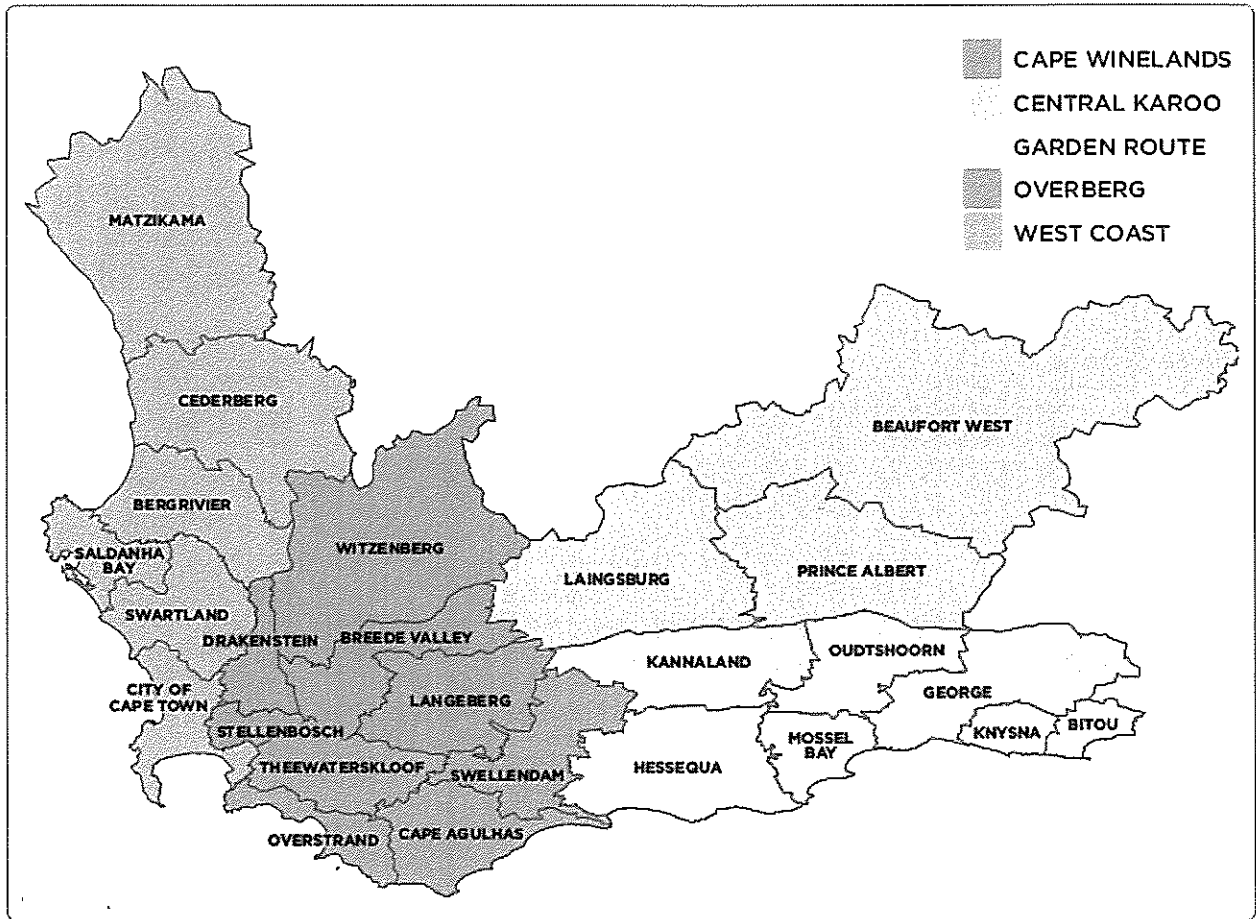 CAPE WINELANDS
CENTRAL KAROO
GARDEN ROUTE
OVERBERG
WEST COAST
MATZIKAMA
CEDERBERG
BEAUFORT WEST
BERGRIVIER
WITZENBERG
SALDANHA
BAY
LAINGSBURG
PRINCE ALBERT
SWARTLAND
DRAKENSTEIN
BREEDE VALLEY
KANNALAND
OUDTSHOORN
CITY OF
CAPE TOWN
LANGEBERG
GEORGE
STELLENBOSCH
MOSSEL
BAY
KNYSNA
BITOU
THEEWATERSKLOOF
SWELLENDAM
HESSEQUA
OVERSTRAND
CAPE AGULHAS